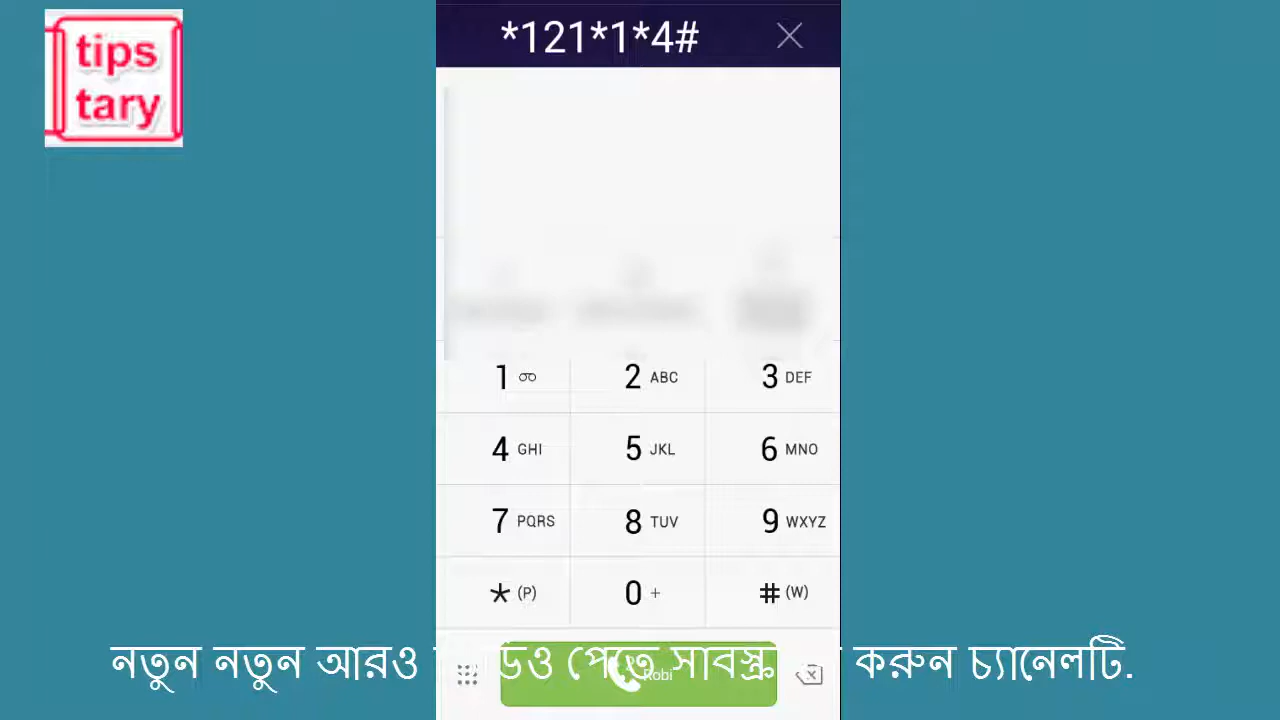 tips
tary
*121*1*4#
1
2 ABC
3 DEF
4 GHI
5 JKL
6 MNO
7 PQRS
8 TUV
9 WXYZ
* (P)
0 +
# (W)
Robi
নতুন নতুন আরও পেতে করুন চ্যানেলটি.